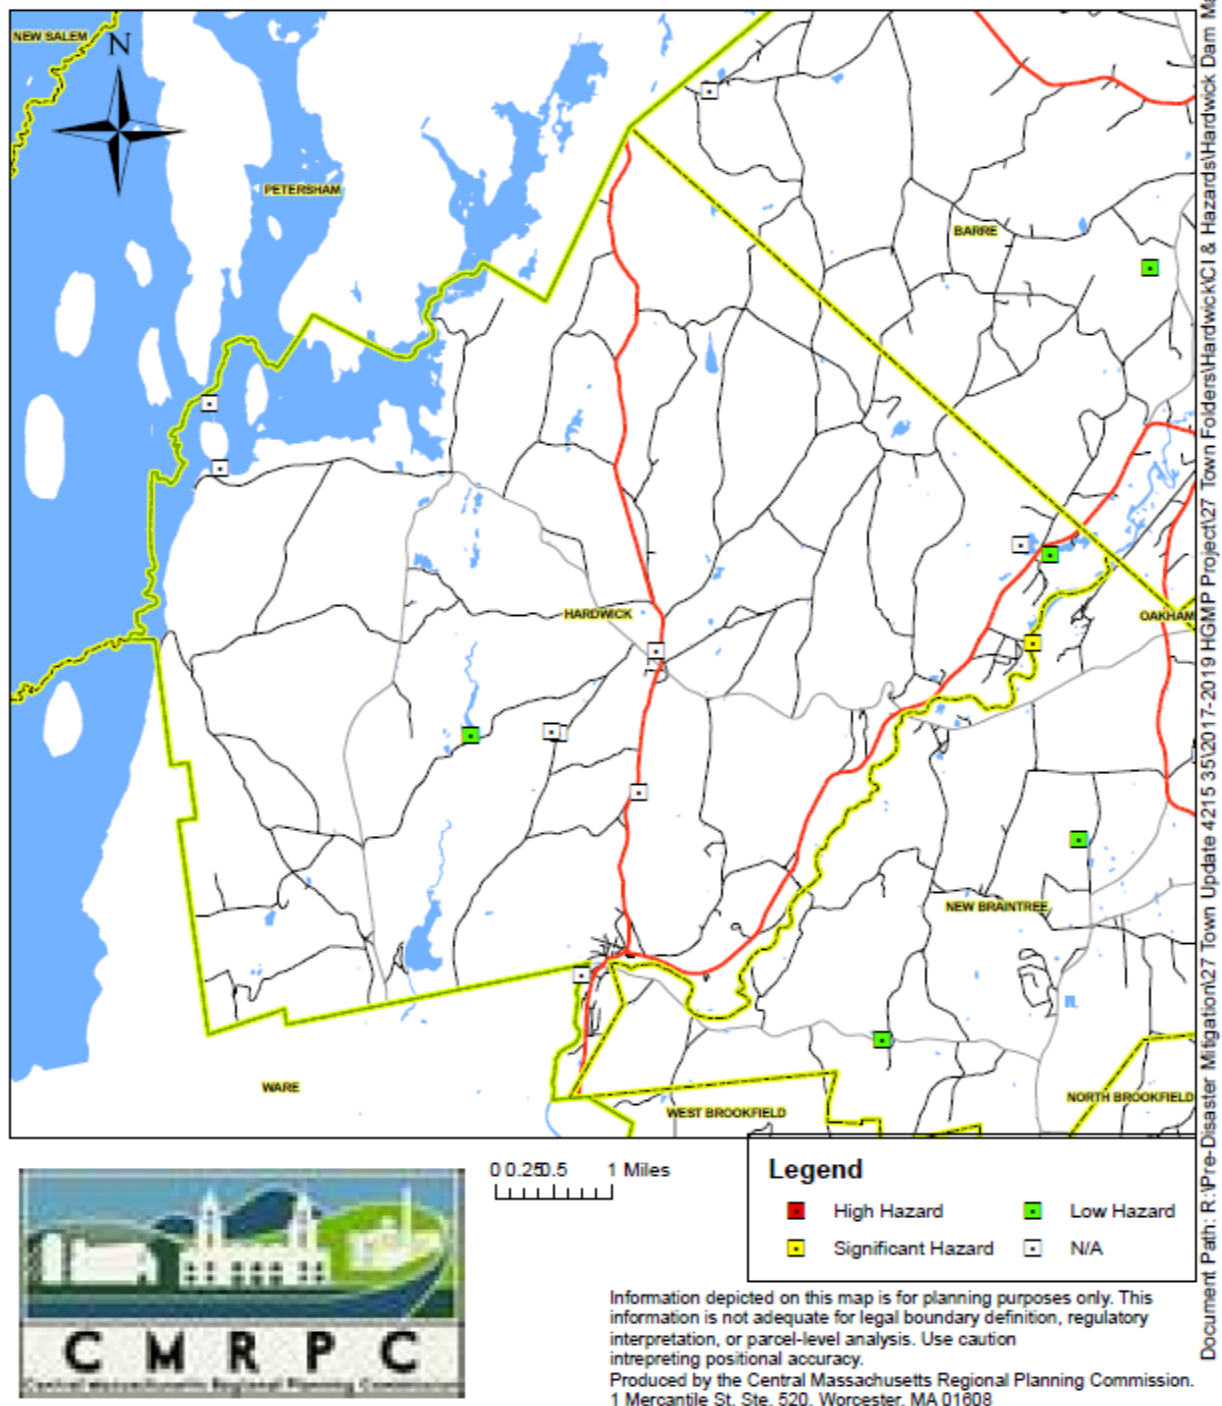 NEW SALEM
N
PETERSHAM
BARRE
HARDWICK
OAKHAM
NEW BRAINTREE
WARE
WEST BROOKFIELD
NORTH BROOKFIELD
0 0.25 0.5 1 Miles
Legend
High Hazard
Low Hazard
Significant Hazard
N/A
CMRPC
Central Massachusetts Regional Planning Commission
Information depicted on this map is for planning purposes only. This
information is not adequate for legal boundary definition, regulatory
interpretation, or parcel-level analysis. Use caution
intrepreting positional accuracy.
Produced by the Central Massachusetts Regional Planning Commission.
1 Mercantile St. Ste. 520, Worcester, MA 01608
Document Path: R:\Pre-Disaster Mitigation\27 Town Update 4215 35\2017-2019 HGMP Project\27 Town Folders\Hardwick\CI & Hazards\Hardwick Dam